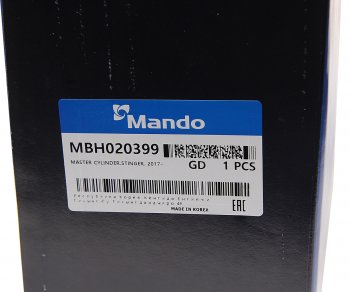 Mando
MBH020399
MASTER CYLINDER,STINGER, 2017-
GD 1 PCS
MADE IN KOREA
EAC